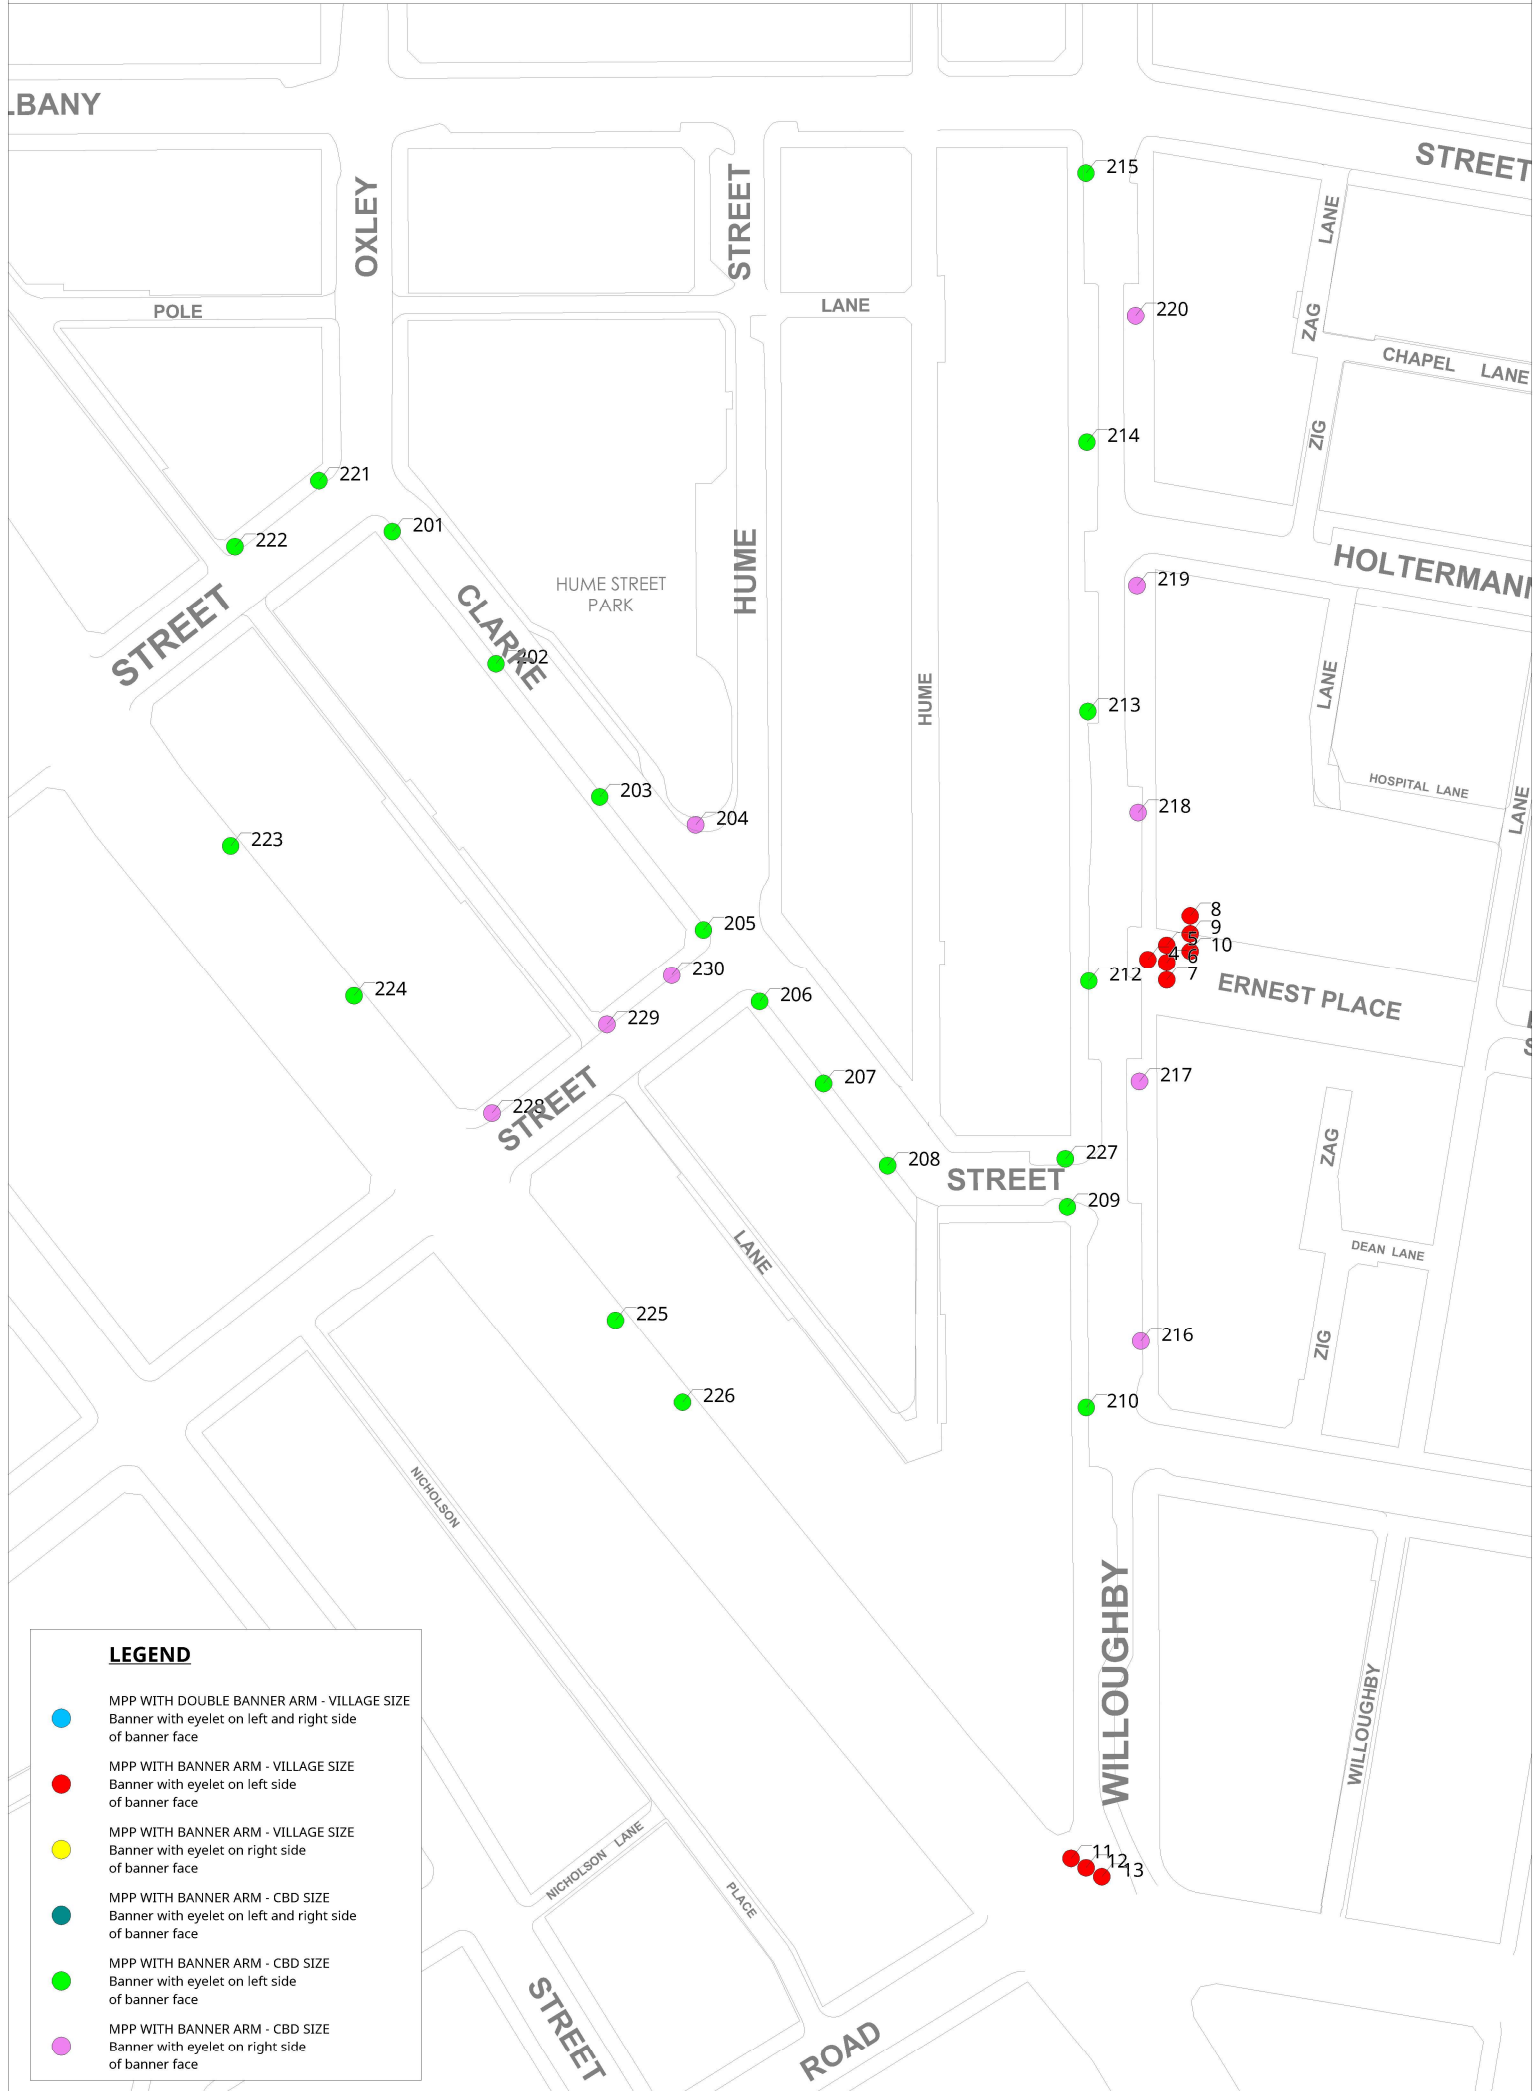 LBANY
STREET
215
OXLEY
STREET
LANE
POLE
LANE
220
ZAG
CHAPEL LANE
214
ZIG
221
201
222
HOLTERMANN
HUME STREET
PARK
HUME
219
CLARKE
STREET
202
HUME
LANE
213
HOSPITAL LANE
203
204
218
LANE
223
8
205
9
5
10
4
6
230
212
7
224
ERNEST PLACE
206
229
207
217
STREET
228
ZAG
227
208
STREET
209
LANE
DEAN LANE
225
216
ZIG
226
210
NICHOLSON
WILLOUGHBY
WILLOUGHBY
11
12
13
NICHOLSON LANE
PLACE
STREET
ROAD
LEGEND
MPP WITH DOUBLE BANNER ARM - VILLAGE SIZE
Banner with eyelet on left and right side
of banner face
MPP WITH BANNER ARM - VILLAGE SIZE
Banner with eyelet on left side
of banner face
MPP WITH BANNER ARM - VILLAGE SIZE
Banner with eyelet on right side
of banner face
MPP WITH BANNER ARM - CBD SIZE
Banner with eyelet on left and right side
of banner face
MPP WITH BANNER ARM - CBD SIZE
Banner with eyelet on left side
of banner face
MPP WITH BANNER ARM - CBD SIZE
Banner with eyelet on right side
of banner face